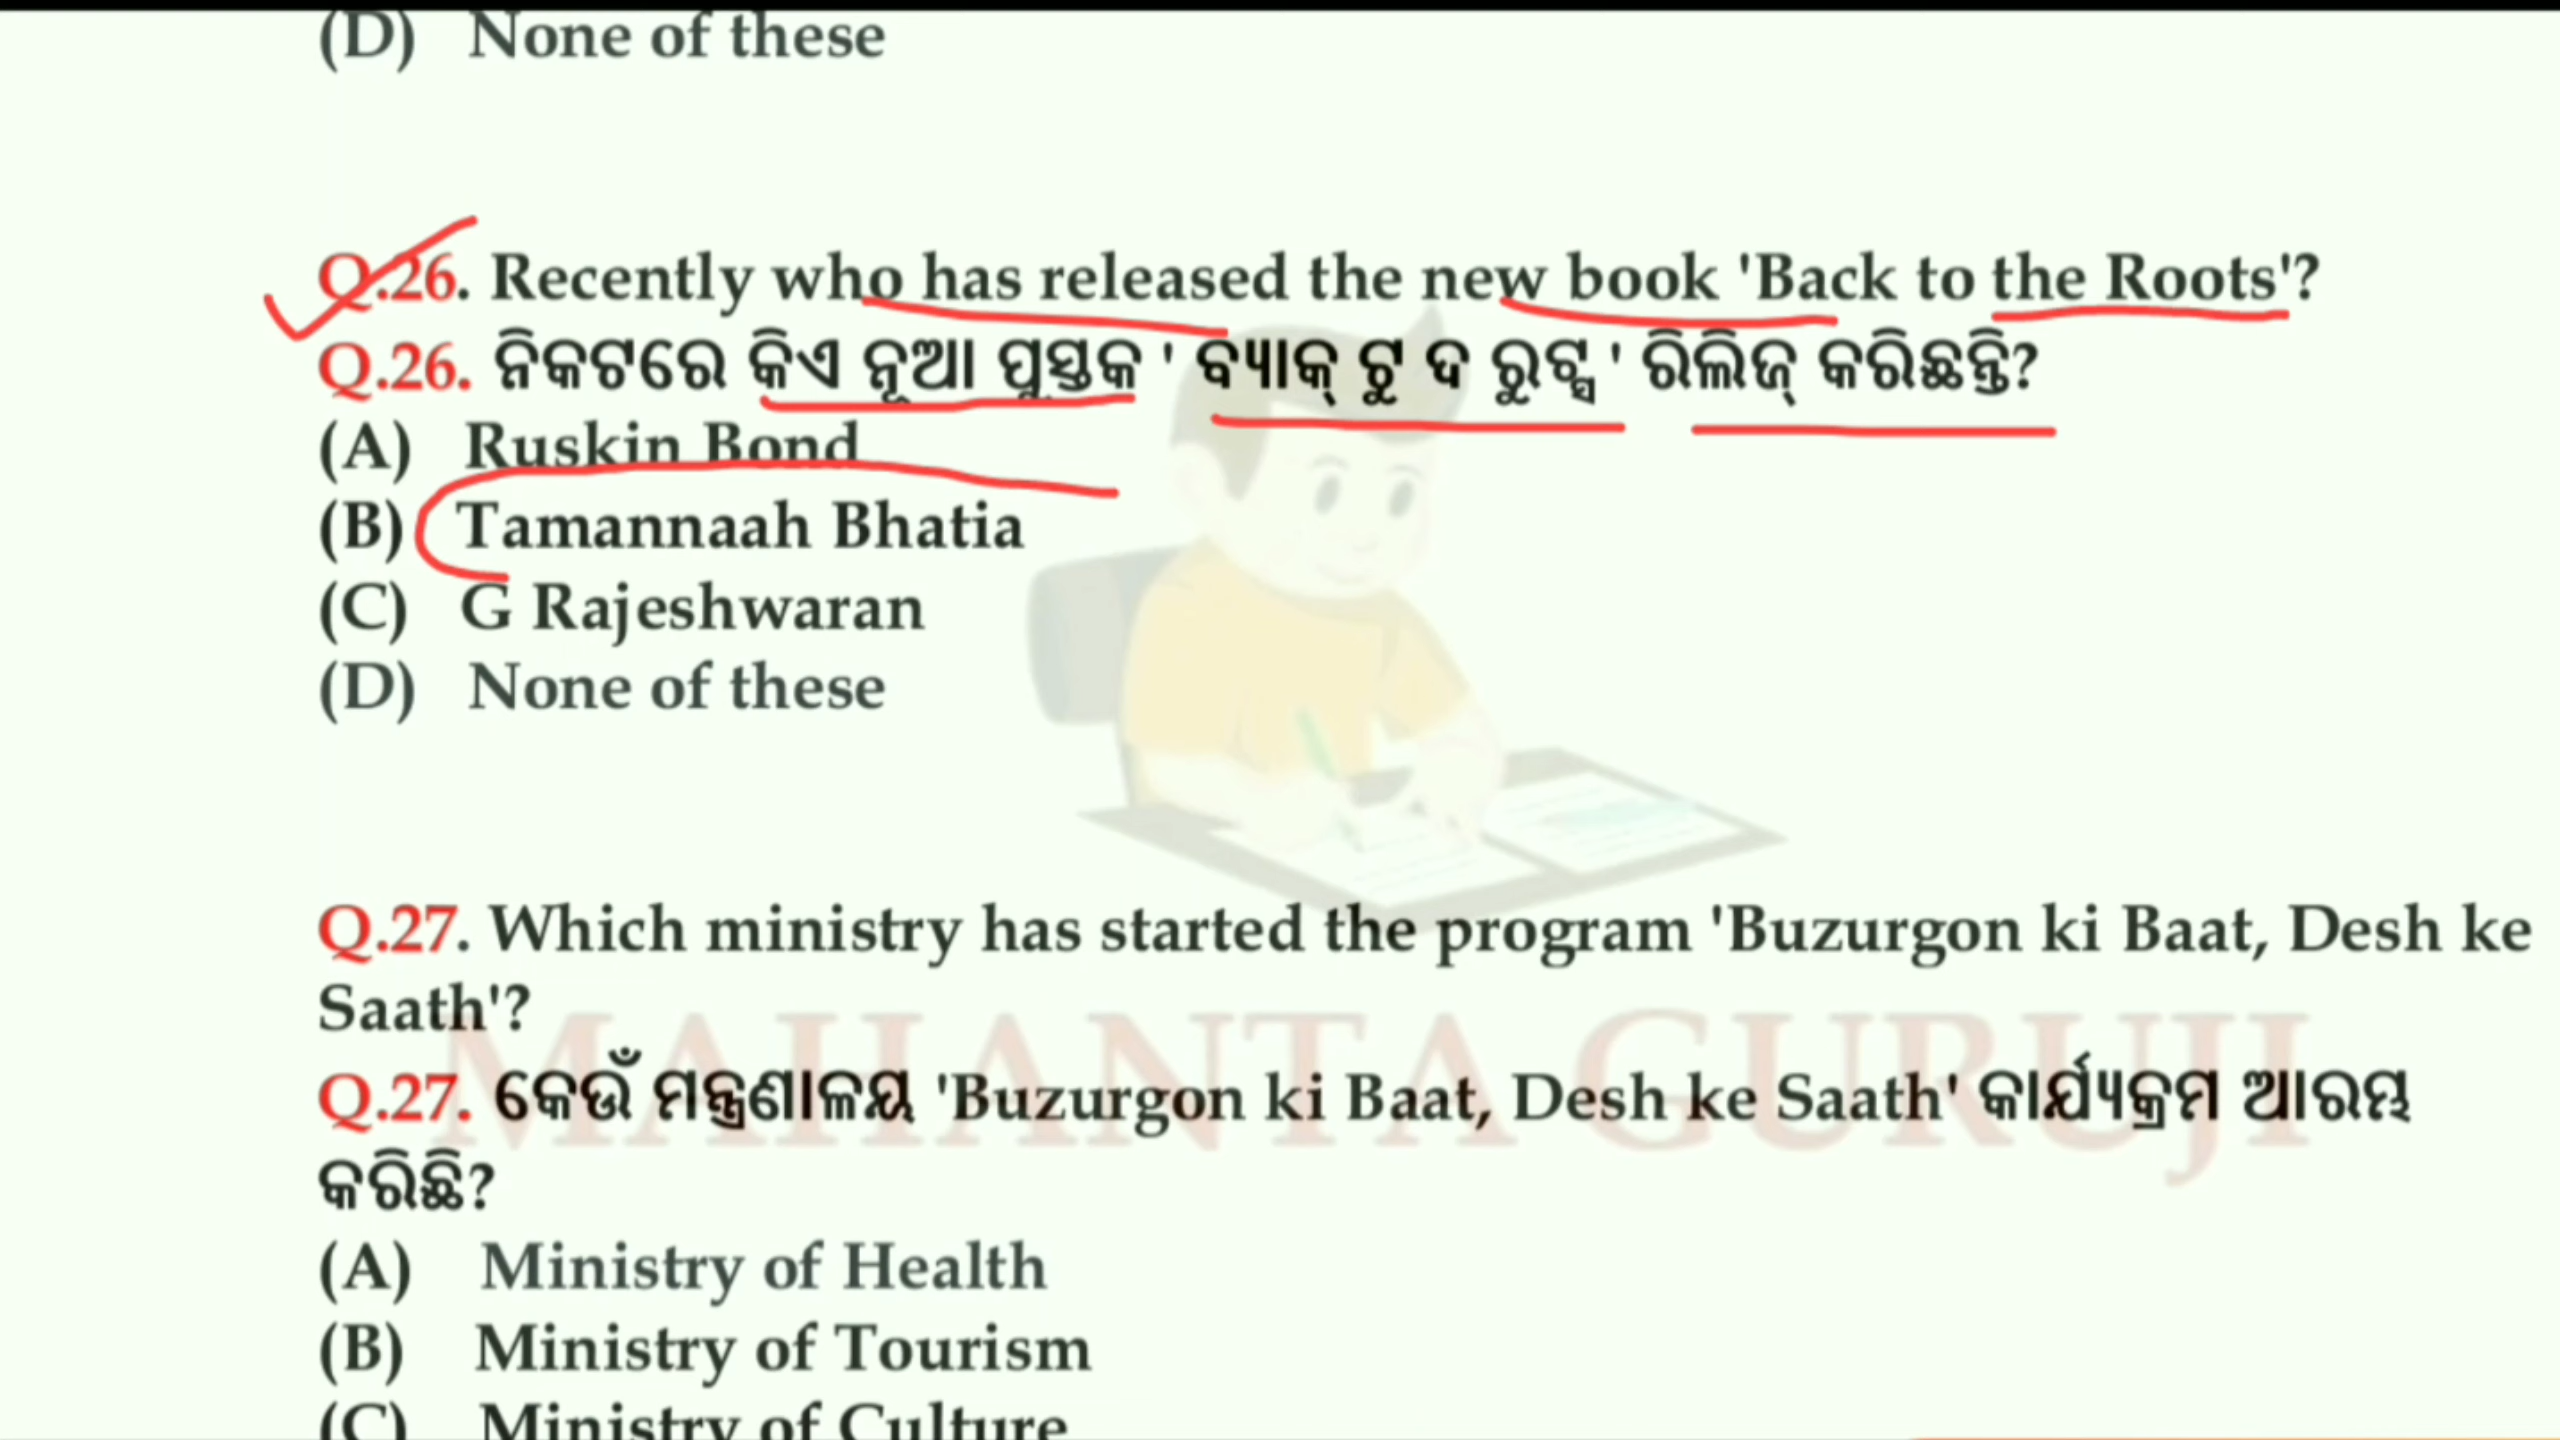 (D) None of these
Q.26. Recently who has released the new book 'Back to the Roots'?
Q.26. ନିକଟରେ କିଏ ନୂଆ ପୁସ୍ତକ ' ବ୍ୟାକ୍ ଟୁ ଦ ରୁଟ୍ସ ' ରିଲିଜ୍ କରିଛନ୍ତି?
(A) Ruskin Bond
(B) Tamannaah Bhatia
(C) G Rajeshwaran
(D) None of these
Q.27. Which ministry has started the program 'Buzurgon ki Baat, Desh ke
Saath'?
MAHANTA GURUJI
Q.27. କେଉଁ ମନ୍ତ୍ରଣାଳୟ 'Buzurgon ki Baat, Desh ke Saath' କାର୍ଯ୍ୟକ୍ରମ ଆରମ୍ଭ
କରିଛି?
(A) Ministry of Health
(B) Ministry of Tourism
(C) Ministry of Culture